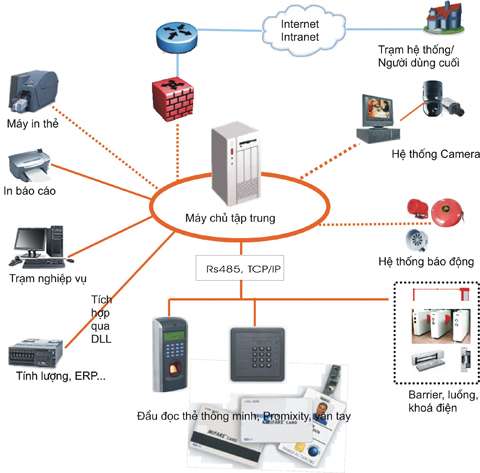 Internet
Intranet
Trạm hệ thống/
Người dùng cuối
Máy in thẻ
Hệ thống Camera
In báo cáo
Máy chủ tập trung
Trạm nghiệp vụ
Hệ thống báo động
Rs485, TCP/IP
Tích
hợp
qua
DLL
Tính lượng, ERP...
Barrier, luồng,
khoá điện
Đầu đọc thẻ thông minh, Promixity, vân tay
MIFARE CARD